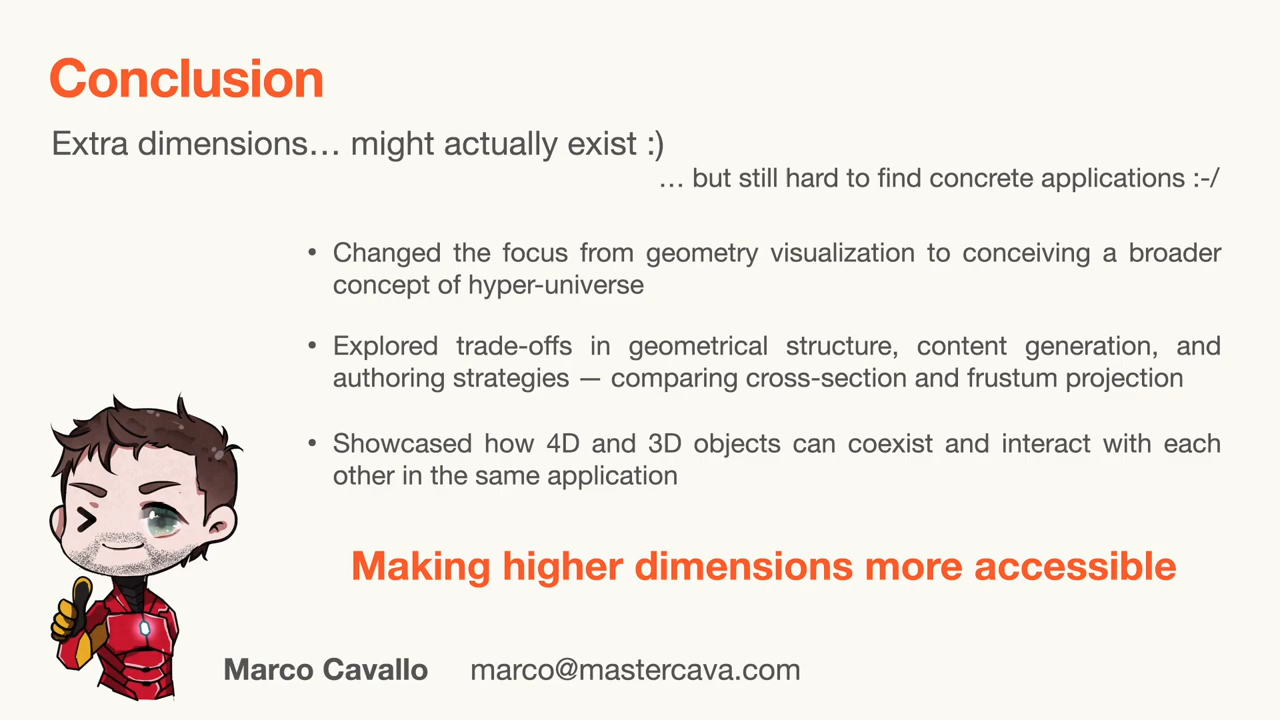 Conclusion
Extra dimensions… might actually exist :)
… but still hard to find concrete applications :-/
• Changed the focus from geometry visualization to conceiving a broader
concept of hyper-universe
• Explored trade-offs in geometrical structure, content generation, and
authoring strategies — comparing cross-section and frustum projection
• Showcased how 4D and 3D objects can coexist and interact with each
other in the same application
Making higher dimensions more accessible
Marco Cavallo marco@mastercava.com